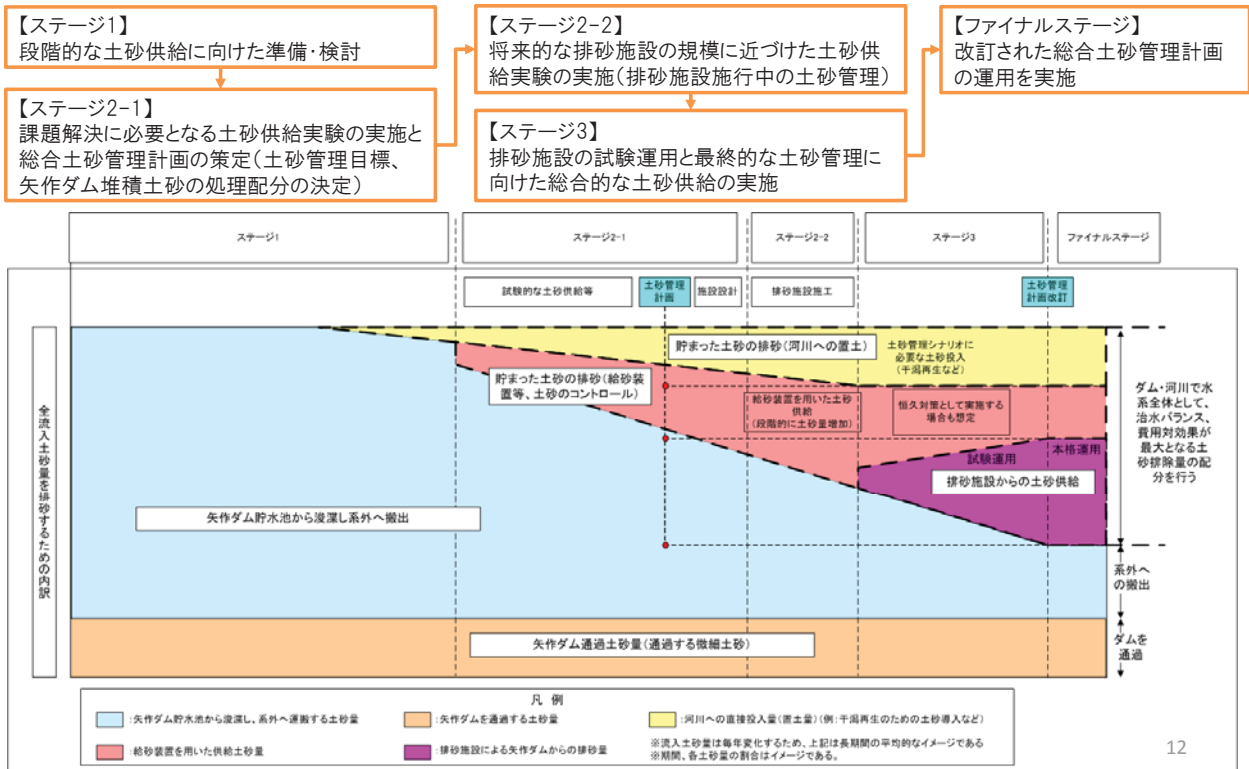 【ステージ1】
段階的な土砂供給に向けた準備・検討
【ステージ2-1】
課題解決に必要となる土砂供給実験の実施と
総合土砂管理計画の策定(土砂管理目標、
矢作ダム堆積土砂の処理配分の決定)
【ステージ2-2】
将来的な排砂施設の規模に近づけた土砂供
給実験の実施(排砂施設施行中の土砂管理)
【ステージ3】
排砂施設の試験運用と最終的な土砂管理に
向けた総合的な土砂供給の実施
【ファイナルステージ】
改訂された総合土砂管理計画
の運用を実施
ステージ1
ステージ2-1
ステージ2-2
ステージ3
ファイナルステージ
試験的な土砂供給等
土砂管理
計画
施設設計
排砂施設施工
土砂管理
計画改訂
全流入土砂量を排砂するための内訳
貯まった土砂の排砂(河川への置土)
土砂管理シナリオに
必要な土砂投入
(干潟再生など)
貯まった土砂の排砂(給砂装
置等、土砂のコントロール)
給砂装置を用いた土砂
供給
(段階的に土砂量増加)
恒久対策として実施する
場合も想定
試験運用
本格運用
排砂施設からの土砂供給
矢作ダム貯水池から浚渫し系外へ搬出
矢作ダム通過土砂量(通過する微細土砂)
ダム・河川で水
系全体として、
治水バランス、
費用対効果が
最大となる土
砂排除量の配
分を行う
系外へ
の搬出
ダムを
通過
凡 例
:矢作ダム貯水池から浚渫し、系外へ運搬する土砂量
:矢作ダムを通過する土砂量
:河川への直接投入量(置土量)(例:干潟再生のための土砂導入など)
:給砂装置を用いた供給土砂量
:排砂施設による矢作ダムからの排砂量
※流入土砂量は毎年変化するため、上記は長期間の平均的なイメージである
※期間、各土砂量の割合はイメージである。
12